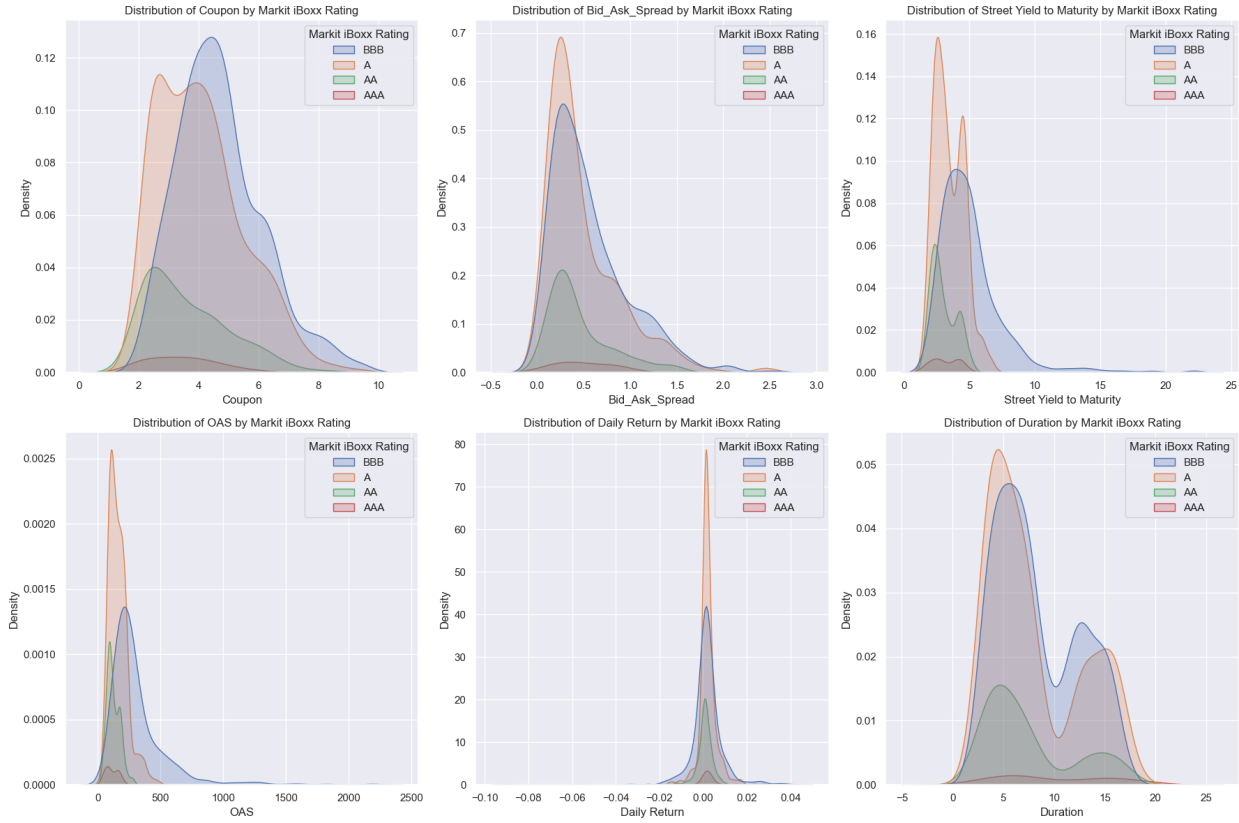 Distribution of Coupon by Markit iBoxx Rating
Markit iBoxx Rating
BBB
A
AA
AAA
0.12
0.10
0.08
0.06
0.04
0.02
0.00
Density
0 2 4 6 8 10
Coupon
Distribution of Bid_Ask_Spread by Markit iBoxx Rating
Markit iBoxx Rating
BBB
A
AA
AAA
0.7
0.6
0.5
0.4
0.3
0.2
0.1
0.0
Density
-0.5 0.0 0.5 1.0 1.5 2.0 2.5 3.0
Bid_Ask_Spread
Distribution of Street Yield to Maturity by Markit iBoxx Rating
Markit iBoxx Rating
BBB
A
AA
AAA
0.16
0.14
0.12
0.10
0.08
0.06
0.04
0.02
0.00
Density
0 5 10 15 20 25
Street Yield to Maturity
Distribution of OAS by Markit iBoxx Rating
Markit iBoxx Rating
BBB
A
AA
AAA
0.0025
0.0020
0.0015
0.0010
0.0005
0.0000
Density
0 500 1000 1500 2000 2500
OAS
Distribution of Daily Return by Markit iBoxx Rating
Markit iBoxx Rating
BBB
A
AA
AAA
80
70
60
50
40
30
20
10
0
Density
-0.10 -0.08 -0.06 -0.04 -0.02 0.00 0.02 0.04
Daily Return
Distribution of Duration by Markit iBoxx Rating
Markit iBoxx Rating
BBB
A
AA
AAA
0.05
0.04
0.03
0.02
0.01
0.00
Density
-5 0 5 10 15 20 25
Duration